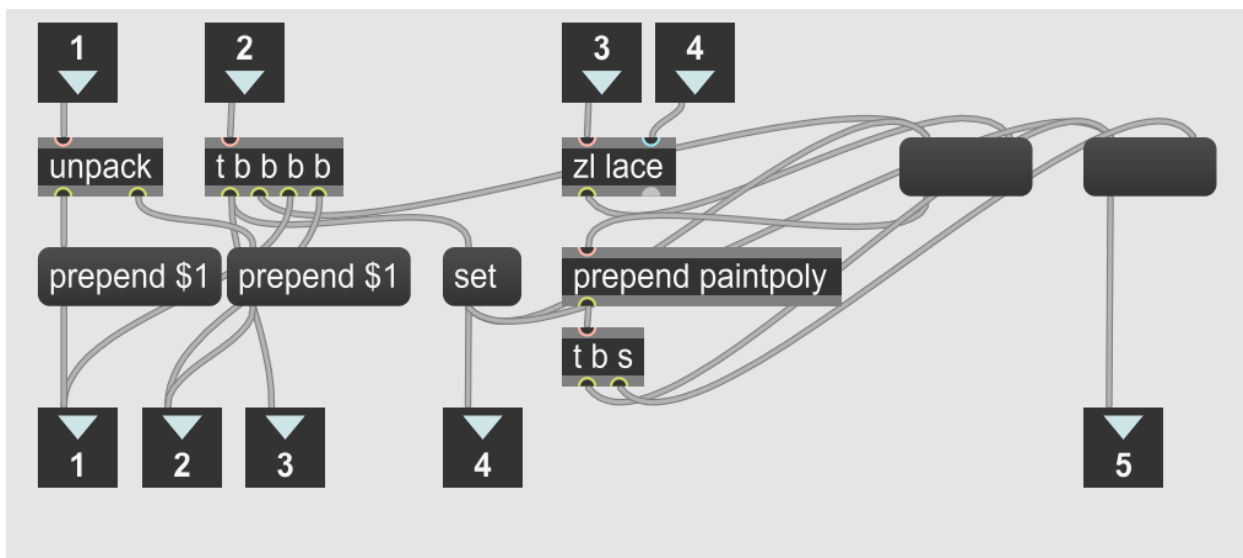 1 2 3 4
unpack t b b b b zl lace
prepend $1 prepend $1 set prepend paintpoly
t b s
1 2 3 4 5